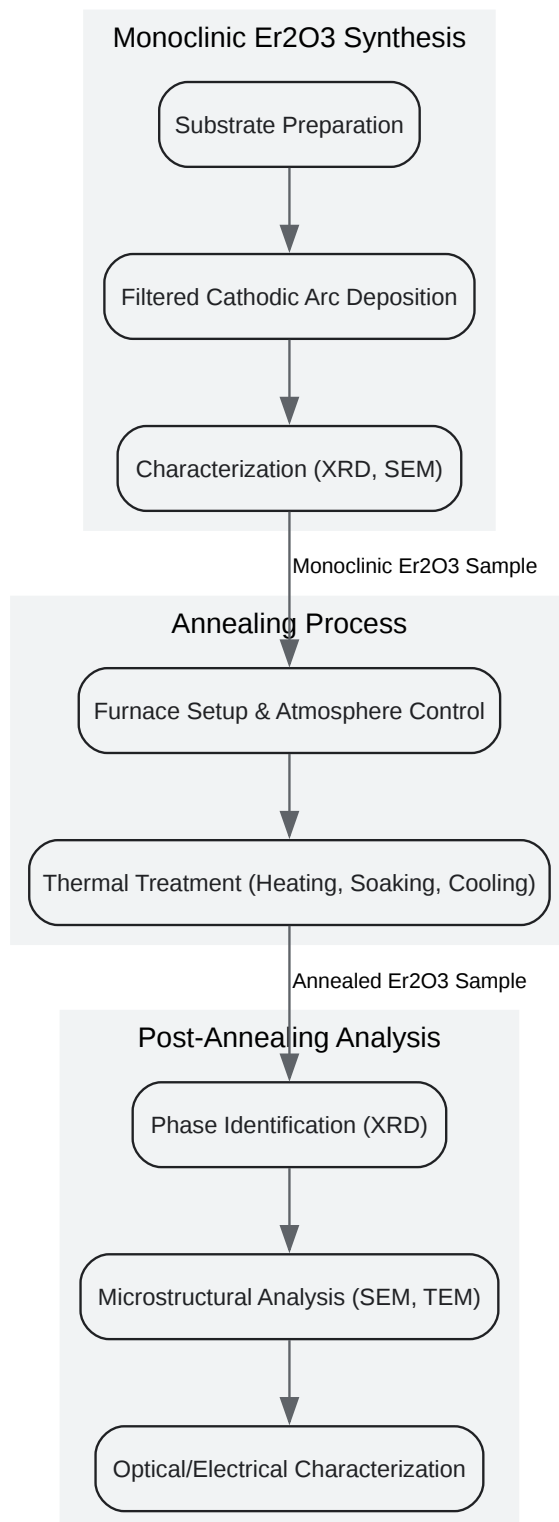 Monoclinic Er2O3 Synthesis
Substrate Preparation
Filtered Cathodic Arc Deposition
Characterization (XRD, SEM)
Monoclinic Er2O3 Sample
Annealing Process
Furnace Setup & Atmosphere Control
Thermal Treatment (Heating, Soaking, Cooling)
Annealed Er2O3 Sample
Post-Annealing Analysis
Phase Identification (XRD)
Microstructural Analysis (SEM, TEM)
Optical/Electrical Characterization